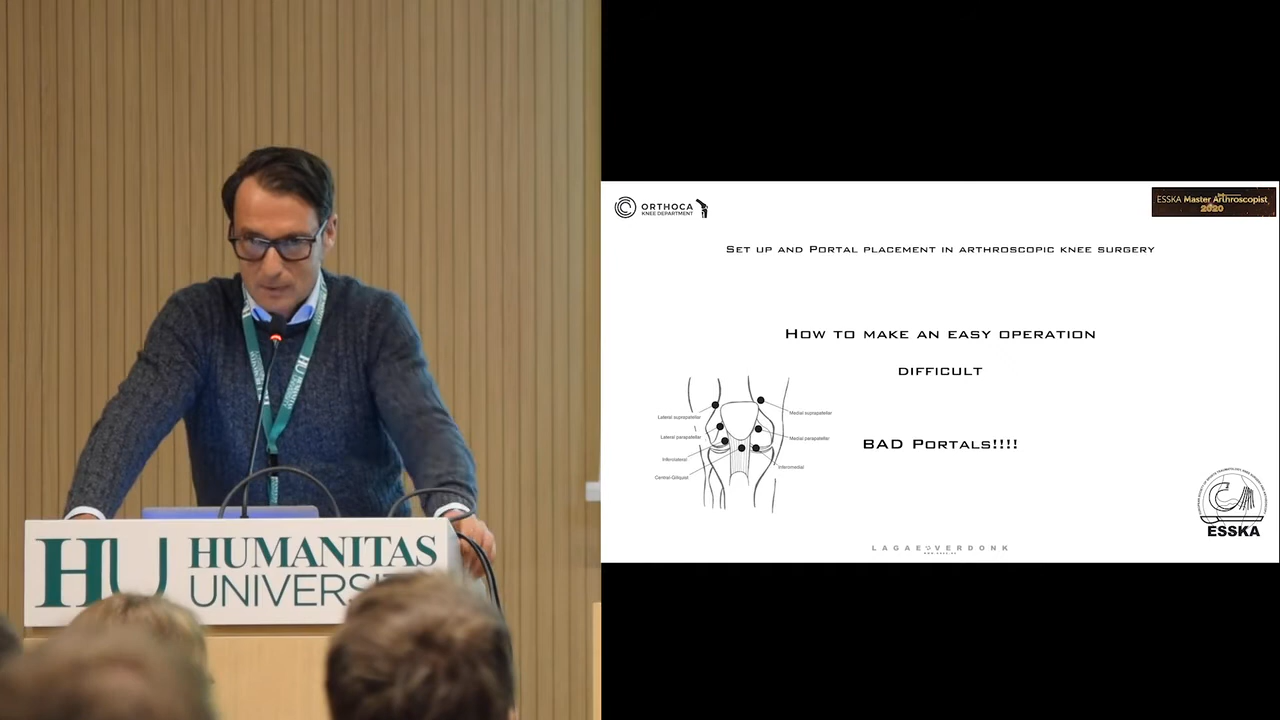 HU HUMANITAS
UNIVERSI
ORTHOCA
KNEE DEPARTMENT
ESSKA Master Arthroscopist
2020
SET UP AND PORTAL PLACEMENT IN ARTHROSCOPIC KNEE SURGERY
HOW TO MAKE AN EASY OPERATION
DIFFICULT
BAD PORTALS!!!!
Lateral suprapatellar
Medial suprapatellar
Lateral parapatellar
Medial parapatellar
Inferolateral
Inferomedial
Central-Gillquist
ESSKA
LAGAE VERDONK